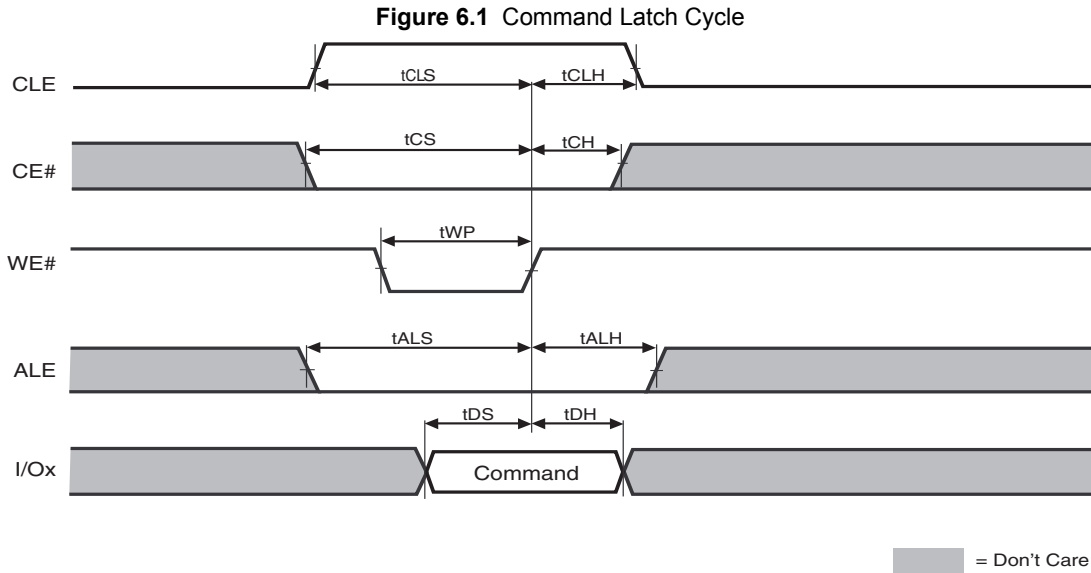 Figure 6.1 Command Latch Cycle
CLE tCLS tCLH
CE# tCS tCH
WE# tWP
ALE tALS tALH
I/Ox tDS tDH
Command
= Don't Care